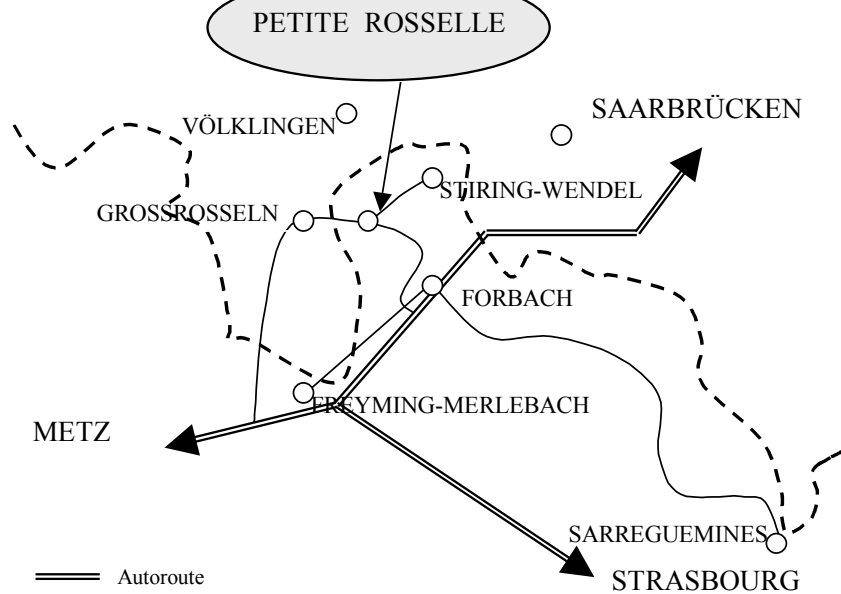 PETITE ROSSELLE
SAARBRÜCKEN
VÖLKLINGEN
STIRING-WENDEL
GROSSROSSELN
FORBACH
FREYMING-MERLEBACH
METZ
SARREGUEMINES
Autoroute
STRASBOURG